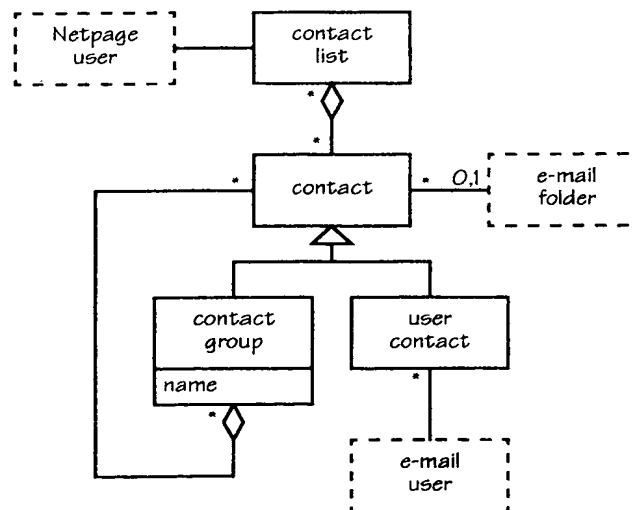 Netpage
user
contact
list
*
*
*
contact
*
0,1
e-mail
folder
contact
group
name
*
user
contact
*
e-mail
user